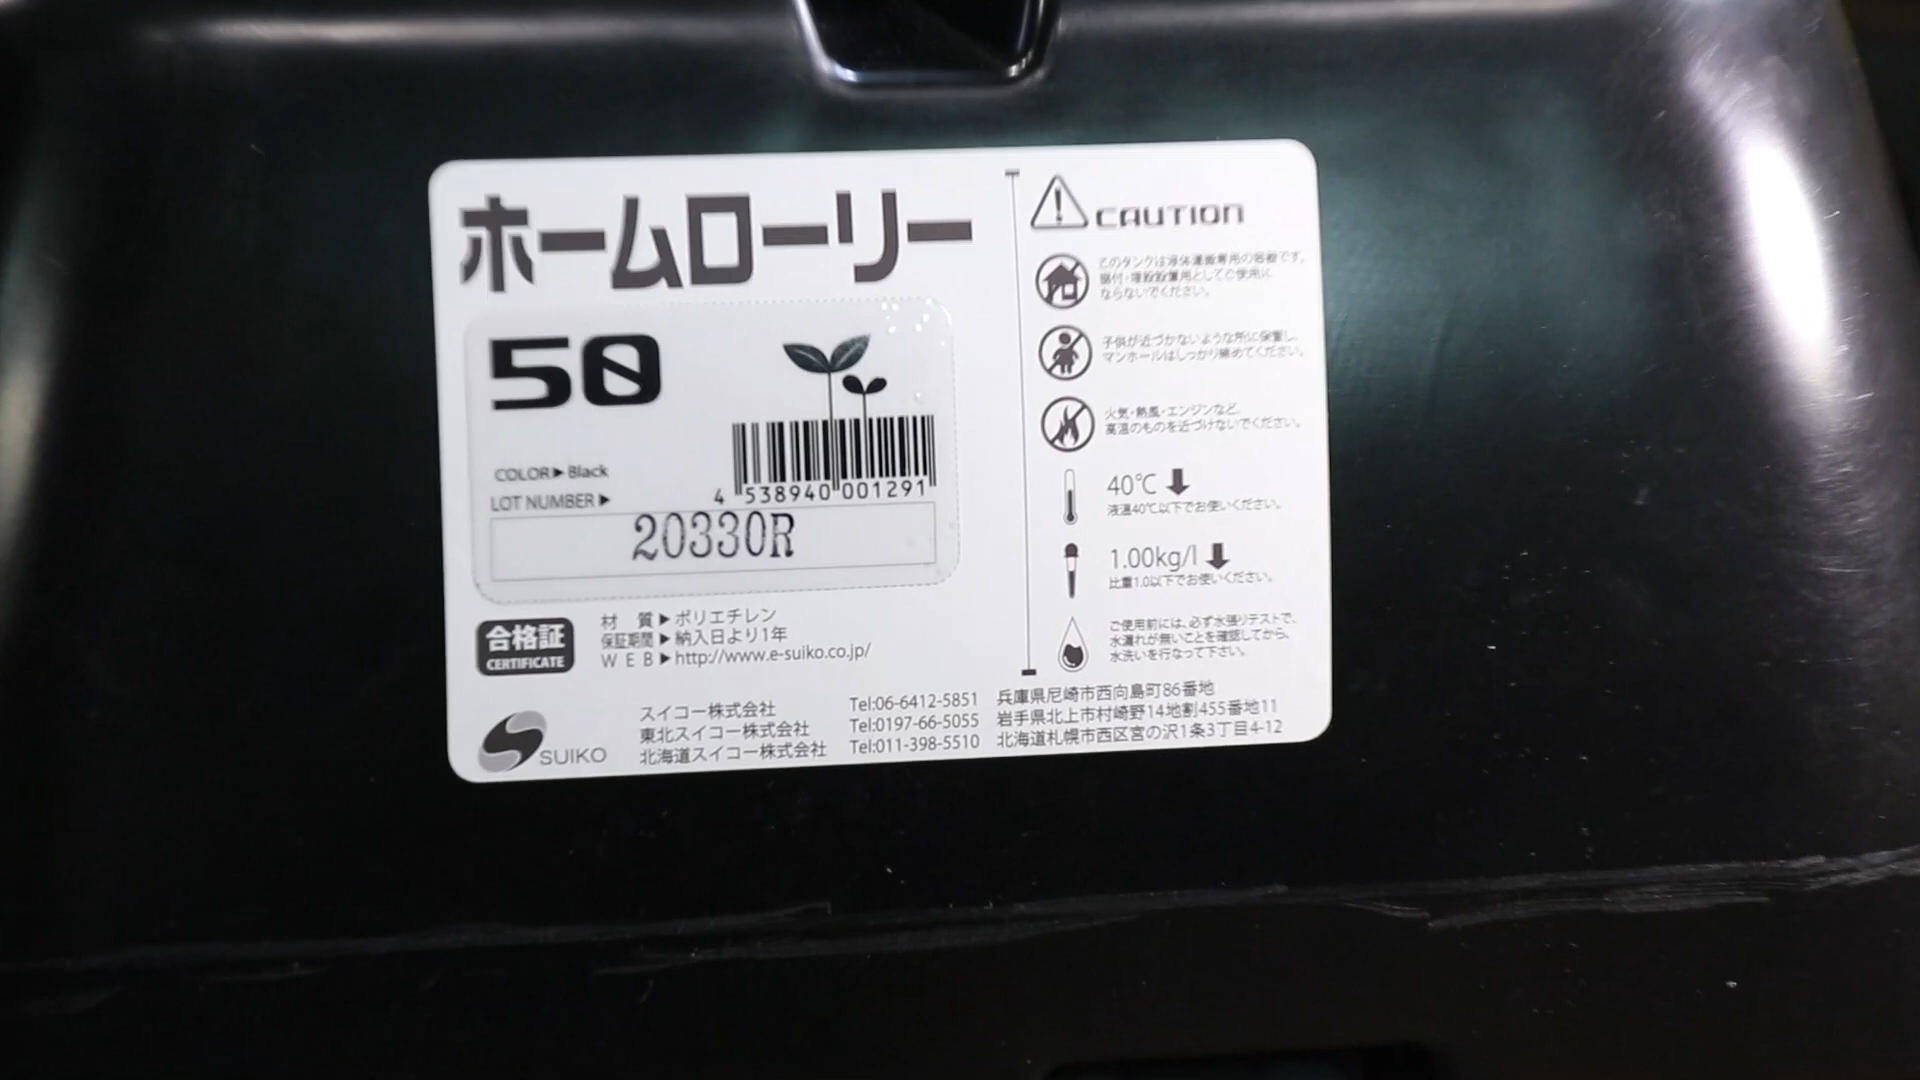 ホームローリー
50
COLOR▶Black
LOT NUMBER▶
4 538940 001291
20330R
合格証
CERTIFICATE
材 質▶ポリエチレン
保証期間▶納入日より1年
WEB▶http://www.e-suiko.co.jp/
SUIKO
スイコー株式会社 Tel:06-6412-5851 兵庫県尼崎市西向島町86番地
東北スイコー株式会社 Tel:0197-66-5055 岩手県北上市村崎野14地割455番地11
北海道スイコー株式会社 Tel:011-398-5510 北海道札幌市西区宮の沢1条3丁目4-12
CAUTION
このタンクは液体運搬専用の容器です。
据付・埋設設置用としてご使用に
ならないでください。
子供が近づかないような所に保管し、
マンホールはしっかり締めてください。
火気・熱風・エンジンなど、
高温のものを近づけないでください。
40℃
液温40℃以下でお使いください。
1.00kg/l
比重1.0以下でお使いください。
ご使用前には、必ず水張りテストで、
水漏れが無いことを確認してから、
水洗いを行なって下さい。